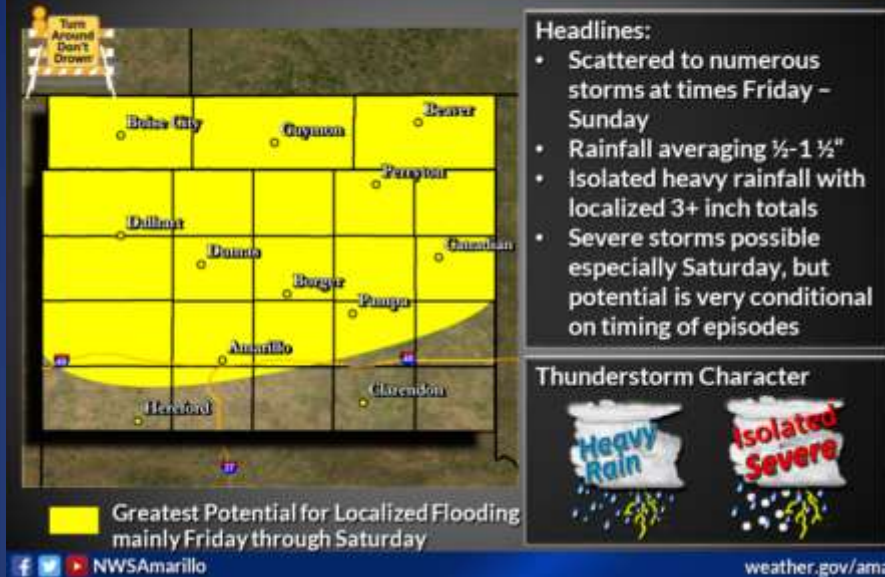 Turn
Around
Don't
Drown
Boise City
Guymon
Beaver
Perryton
Dalhart
Dumas
Canadian
Borger
Pampa
Amarillo
40
40
Hereford
Clarendon
27
Greatest Potential for Localized Flooding
mainly Friday through Saturday
Headlines:
• Scattered to numerous
storms at times Friday –
Sunday
• Rainfall averaging ½-1 ½"
• Isolated heavy rainfall with
localized 3+ inch totals
• Severe storms possible
especially Saturday, but
potential is very conditional
on timing of episodes
Thunderstorm Character
Heavy
Rain
Isolated
Severe
NWSAmarillo
weather.gov/ama